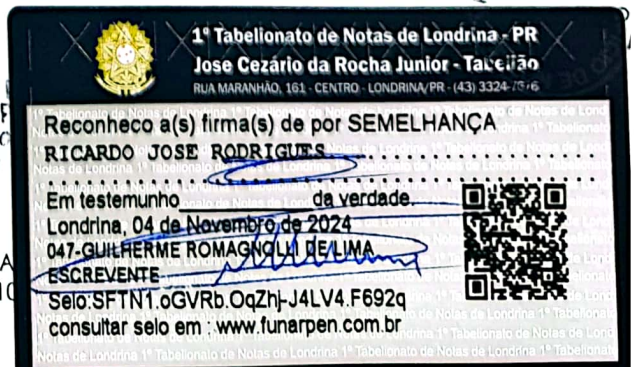 1º Tabelionato de Notas de Londrina - PR
Jose Cezário da Rocha Junior - Tabelião
RUA MARANHÃO, 161 - CENTRO - LONDRINA/PR - (43) 3324-
Reconheco a(s) firma(s) de por SEMELHANÇA
RICARDO JOSE RODRIGUES
Em testemunho da verdade.
Londrina, 04 de Novembro de 2024
047-GUILHERME ROMAGNOLLI DE LIMA
ESCREVENTE
Selo:SFTN1.oGVRb.OqZhj-J4LV4.F692q
consultar selo em : www.funarpen.com.br